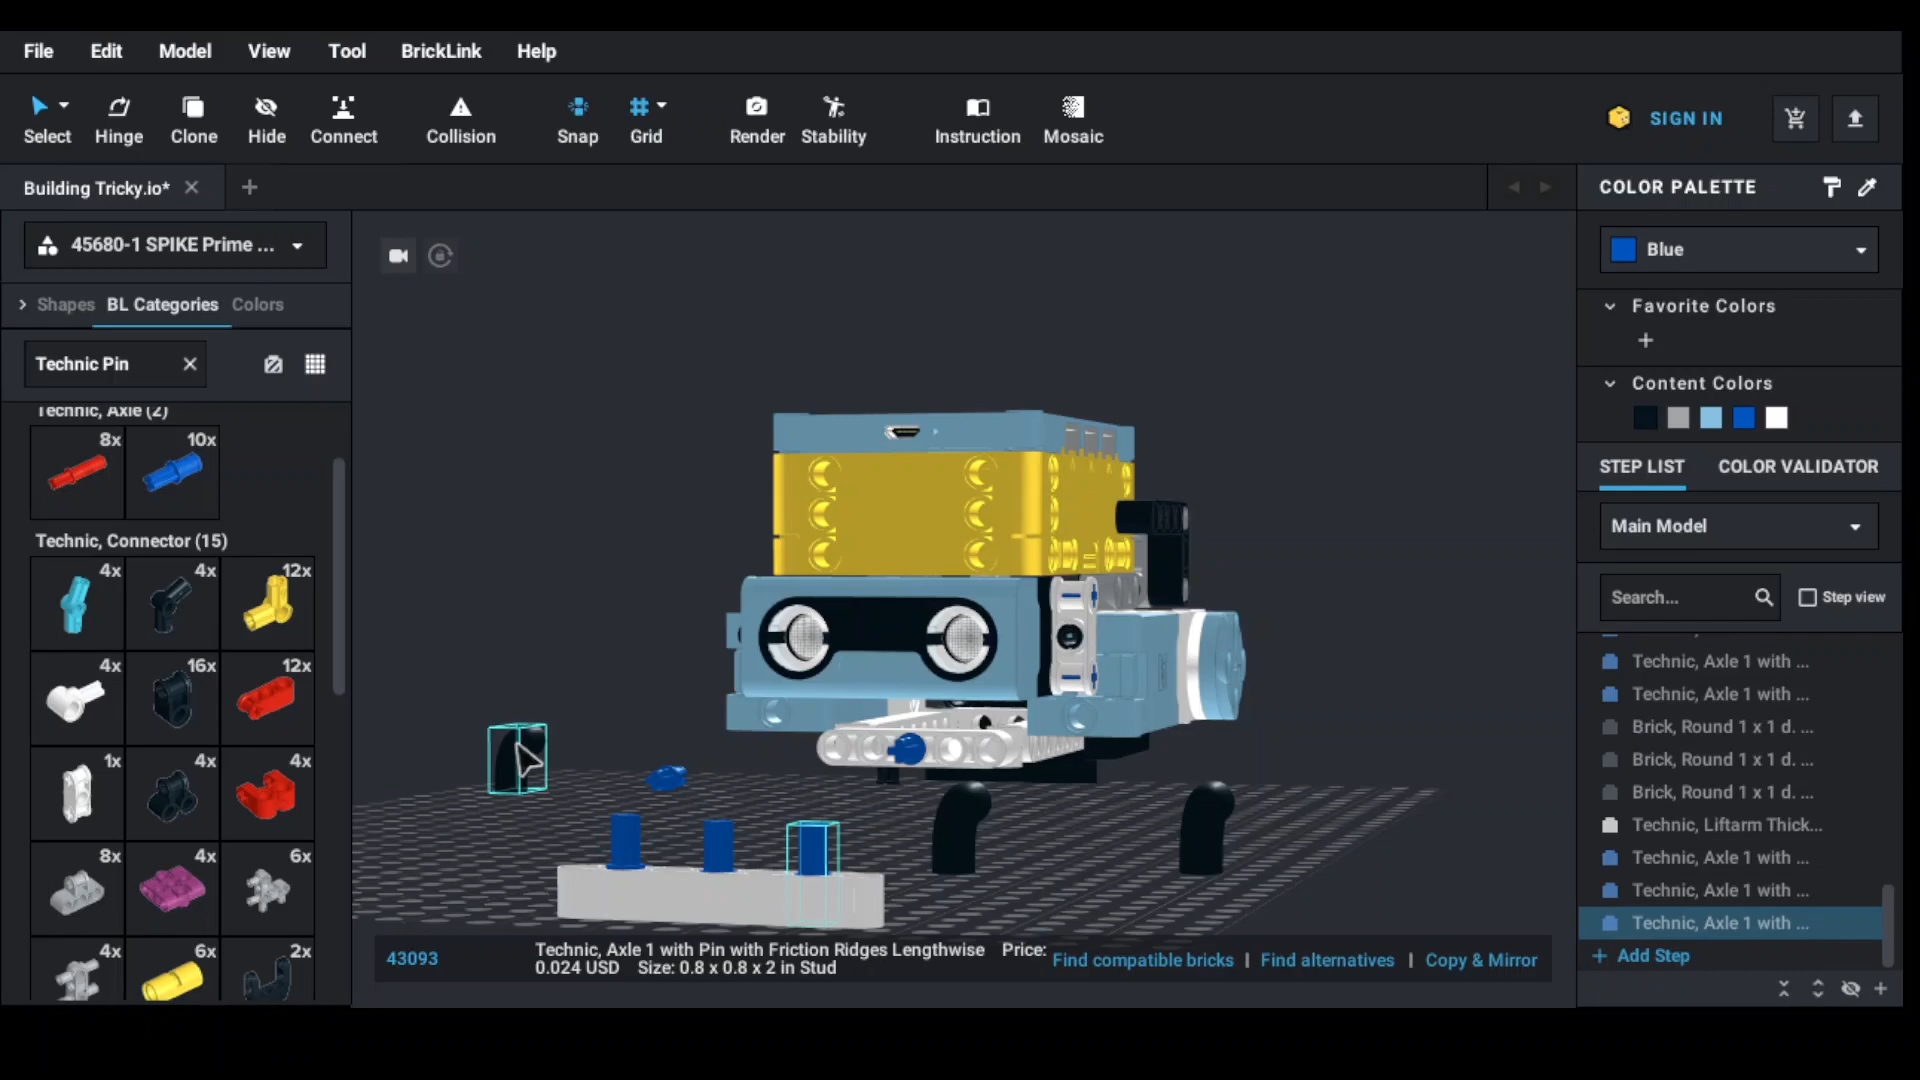 File Edit Model View Tool BrickLink Help
Select Hinge Clone Hide Connect Collision Snap Grid Render Stability Instruction Mosaic
SIGN IN
Building Tricky.io*
45680-1 SPIKE Prime ...
Shapes BL Categories Colors
Technic Pin
Technic, Axle (2)
8x 10x
Technic, Connector (15)
4x 4x 12x
4x 16x 12x
1x 4x 4x
8x 4x 6x
4x 6x 2x
43093
Technic, Axle 1 with Pin with Friction Ridges Lengthwise Price:
0.024 USD Size: 0.8 x 0.8 x 2 in Stud
Find compatible bricks | Find alternatives | Copy & Mirror
COLOR PALETTE
Blue
Favorite Colors
Content Colors
STEP LIST COLOR VALIDATOR
Main Model
Search... Step view
Technic, Axle 1 with ...
Technic, Axle 1 with ...
Brick, Round 1 x 1 d. ...
Brick, Round 1 x 1 d. ...
Brick, Round 1 x 1 d. ...
Technic, Liftarm Thick...
Technic, Axle 1 with ...
Technic, Axle 1 with ...
Technic, Axle 1 with ...
+ Add Step